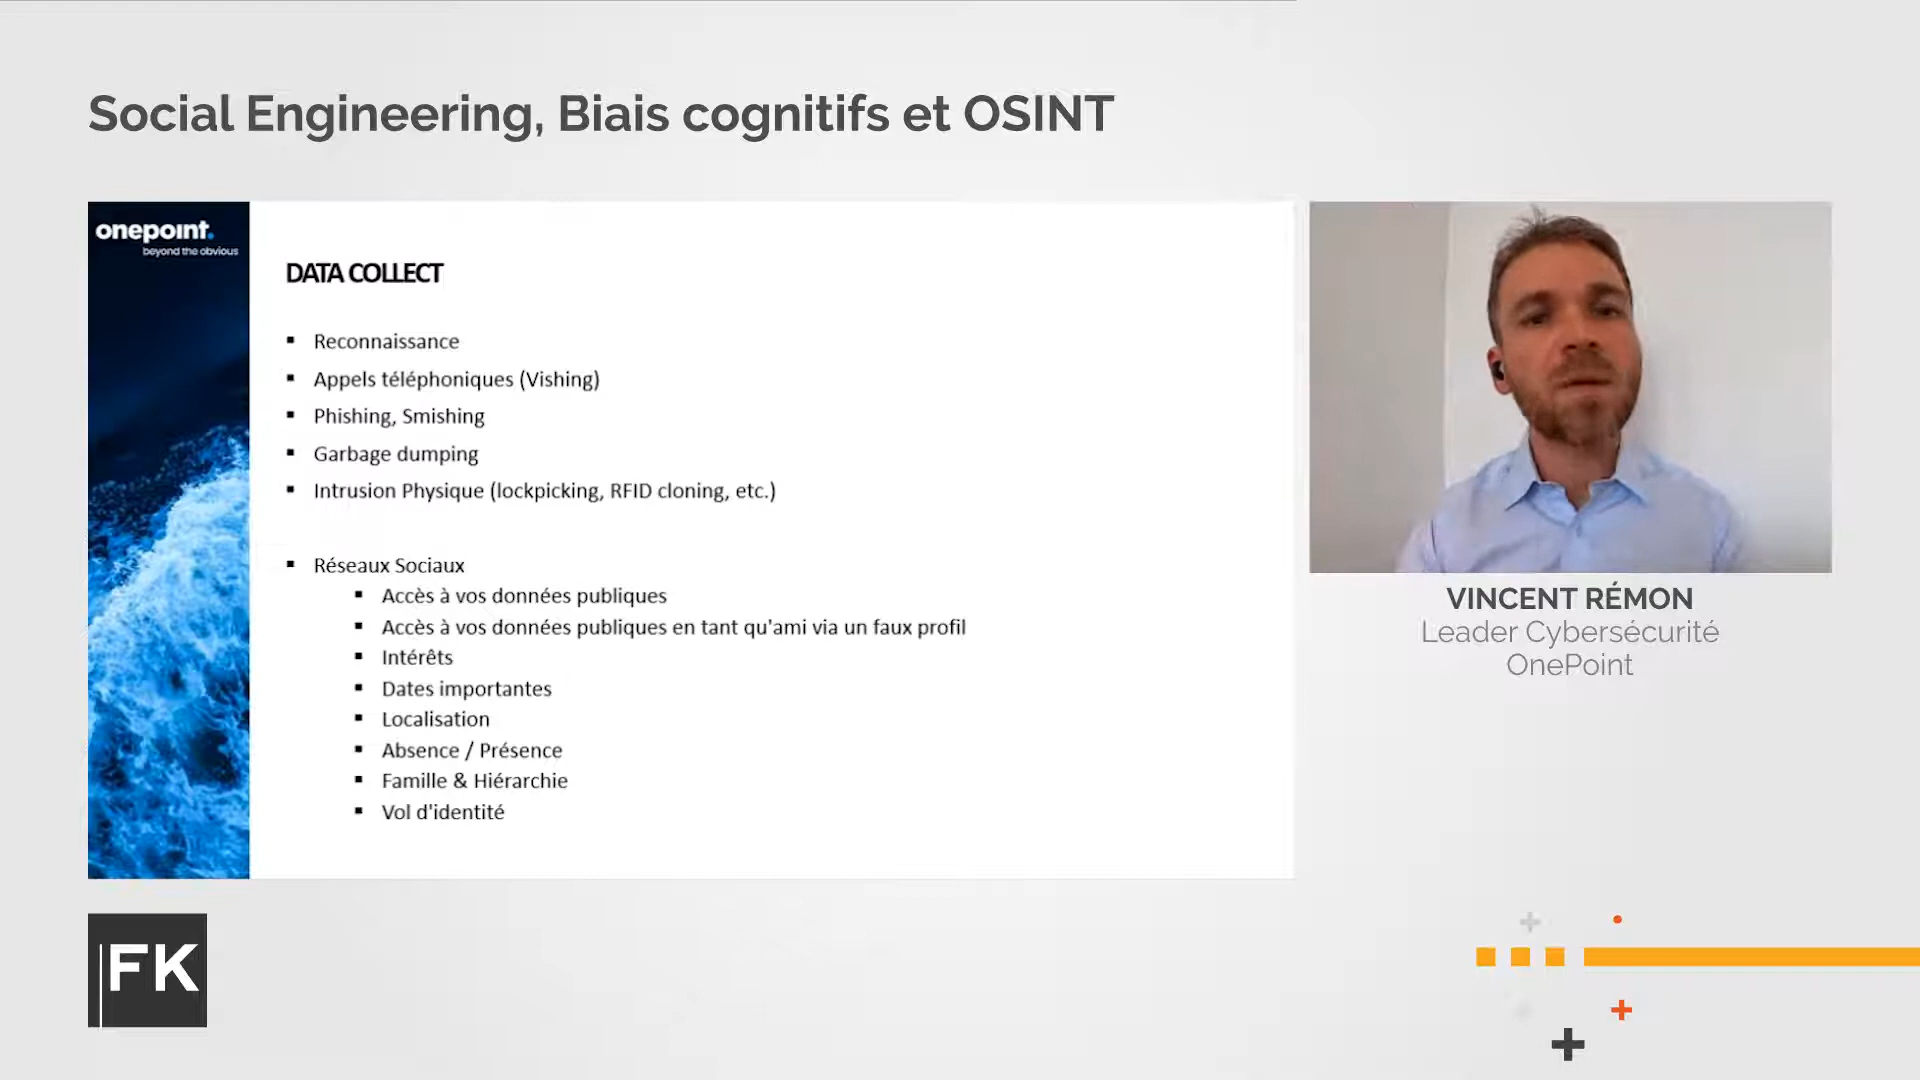 Social Engineering, Biais cognitifs et OSINT
onepoint.
beyond the obvious
DATA COLLECT
▪ Reconnaissance
▪ Appels téléphoniques (Vishing)
▪ Phishing, Smishing
▪ Garbage dumping
▪ Intrusion Physique (lockpicking, RFID cloning, etc.)
▪ Réseaux Sociaux
▪ Accès à vos données publiques
▪ Accès à vos données publiques en tant qu'ami via un faux profil
▪ Intérêts
▪ Dates importantes
▪ Localisation
▪ Absence / Présence
▪ Famille & Hiérarchie
▪ Vol d'identité
VINCENT RÉMON
Leader Cybersécurité
OnePoint
FK